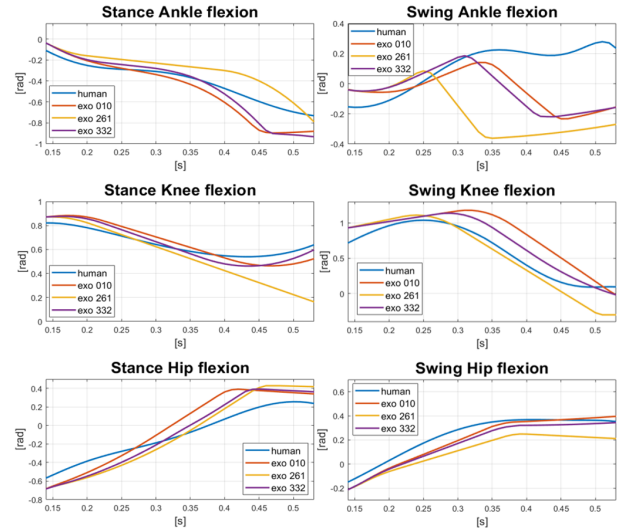 Stance Ankle flexion
0
-0.2
-0.4
-0.6
-0.8
-1
[rad]
human
exo 010
exo 261
exo 332
0.15 0.2 0.25 0.3 0.35 0.4 0.45 0.5
[s]
Swing Ankle flexion
0.4
0.2
0
-0.2
-0.4
[rad]
human
exo 010
exo 261
exo 332
0.15 0.2 0.25 0.3 0.35 0.4 0.45 0.5
[s]
Stance Knee flexion
1
0.8
0.6
0.4
0.2
0
[rad]
human
exo 010
exo 261
exo 332
0.15 0.2 0.25 0.3 0.35 0.4 0.45 0.5
[s]
Swing Knee flexion
1
0.5
0
[rad]
human
exo 010
exo 261
exo 332
0.15 0.2 0.25 0.3 0.35 0.4 0.45 0.5
[s]
Stance Hip flexion
0.4
0.2
0
-0.2
-0.4
-0.6
-0.8
[rad]
human
exo 010
exo 261
exo 332
0.15 0.2 0.25 0.3 0.35 0.4 0.45 0.5
[s]
Swing Hip flexion
0.6
0.4
0.2
0
-0.2
[rad]
human
exo 010
exo 261
exo 332
0.15 0.2 0.25 0.3 0.35 0.4 0.45 0.5
[s]